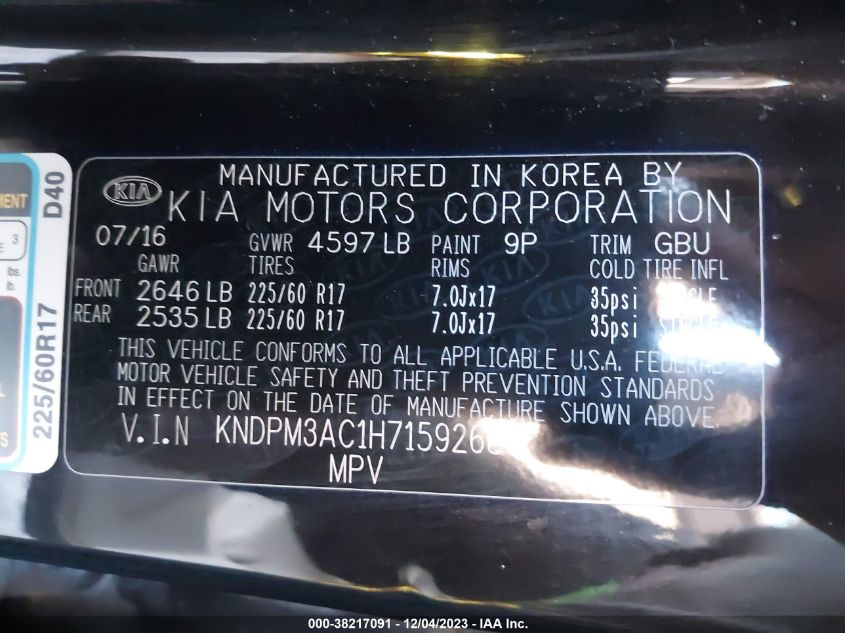 MANUFACTURED IN KOREA BY
KIA KIA MOTORS CORPORATION
07/16 GVWR 4597 LB PAINT 9P TRIM GBU
GAWR TIRES RIMS COLD TIRE INFL
FRONT 2646 LB 225/60 R17 7.0Jx17 35psi
REAR 2535 LB 225/60 R17 7.0Jx17 35psi
THIS VEHICLE CONFORMS TO ALL APPLICABLE U.S.A. FEDERAL
MOTOR VEHICLE SAFETY AND THEFT PREVENTION STANDARDS
IN EFFECT ON THE DATE OF MANUFACTURE SHOWN ABOVE.
V.I.N
MPV
D40
225/60R17
3
lbs.
lb.
000-38217091 - 12/04/2023 - IAA Inc.